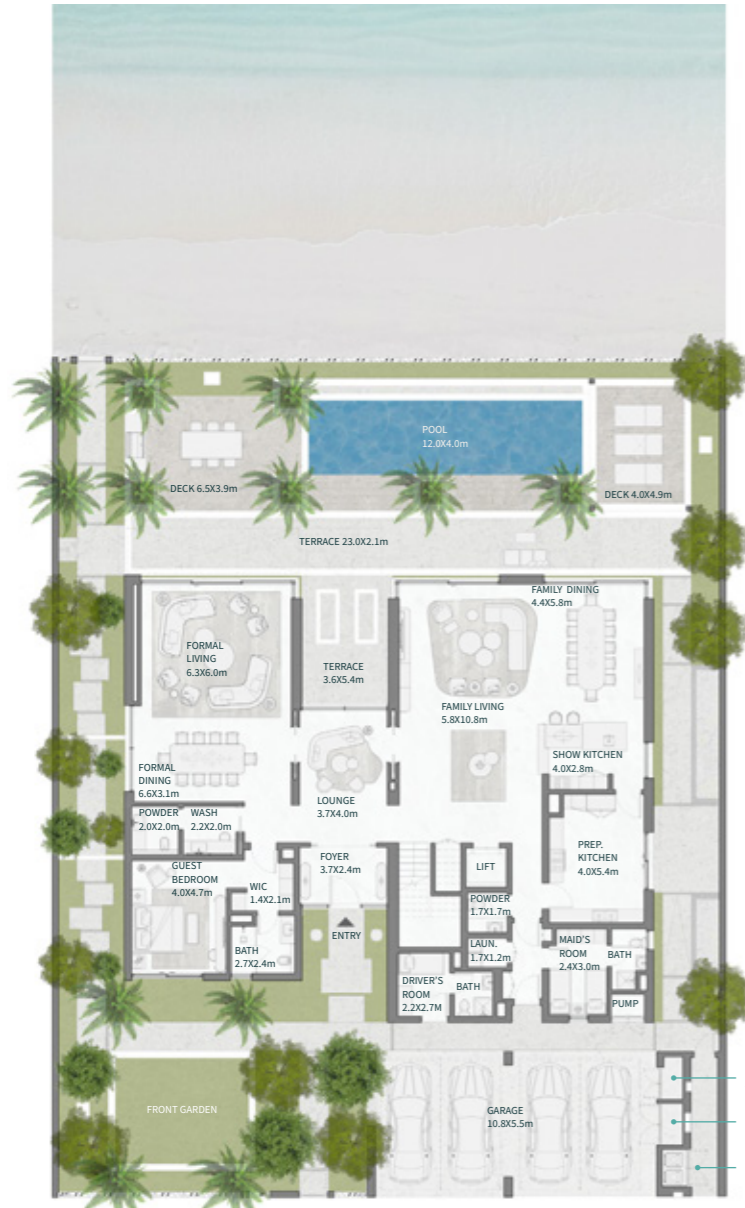 POOL
12.0X4.0m
DECK 6.5X3.9m
DECK 4.0X4.9m
TERRACE 23.0X2.1m
FAMILY DINING
4.4X5.8m
FORMAL
LIVING
6.3X6.0m
TERRACE
3.6X5.4m
FAMILY LIVING
5.8X10.8m
SHOW KITCHEN
4.0X2.8m
FORMAL
DINING
6.6X3.1m
LOUNGE
3.7X4.0m
POWDER
2.0X2.0m
WASH
2.2X2.0m
PREP.
KITCHEN
4.0X5.4m
FOYER
3.7X2.4m
LIFT
GUEST
BEDROOM
4.0X4.7m
WIC
1.4X2.1m
POWDER
1.7X1.7m
ENTRY
BATH
2.7X2.4m
LAUN.
1.7X1.2m
MAID'S
ROOM
2.4X3.0m
BATH
DRIVER'S
ROOM
2.2X2.7M
BATH
PUMP
FRONT GARDEN
GARAGE
10.8X5.5m